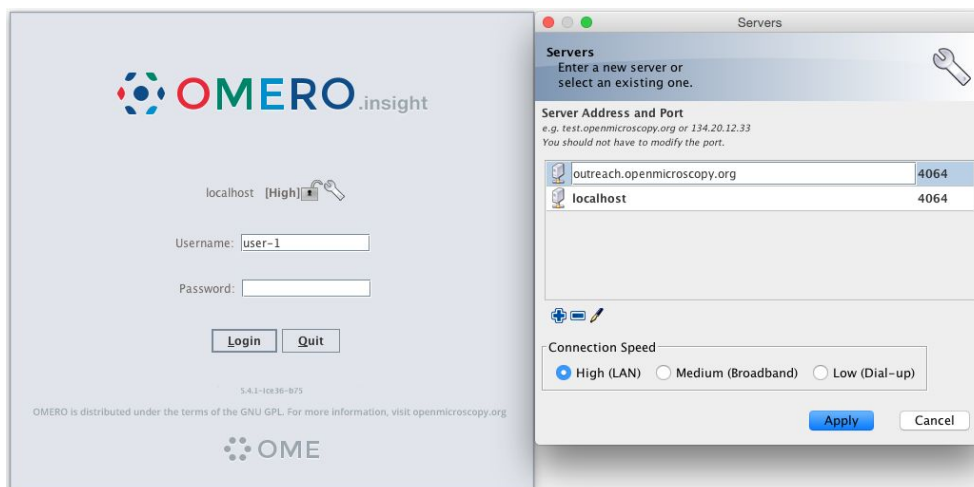 OMERO.insight
localhost [High]
Username: user-1
Password:
Login Quit
5.4.1-ice36-b75
OMERO is distributed under the terms of the GNU GPL. For more information, visit openmicroscopy.org
OME
Servers
Servers
Enter a new server or
select an existing one.
Server Address and Port
e.g. test.openmicroscopy.org or 134.20.12.33
You should not have to modify the port.
outreach.openmicroscopy.org 4064
localhost 4064
Connection Speed
High (LAN) Medium (Broadband) Low (Dial-up)
Apply Cancel